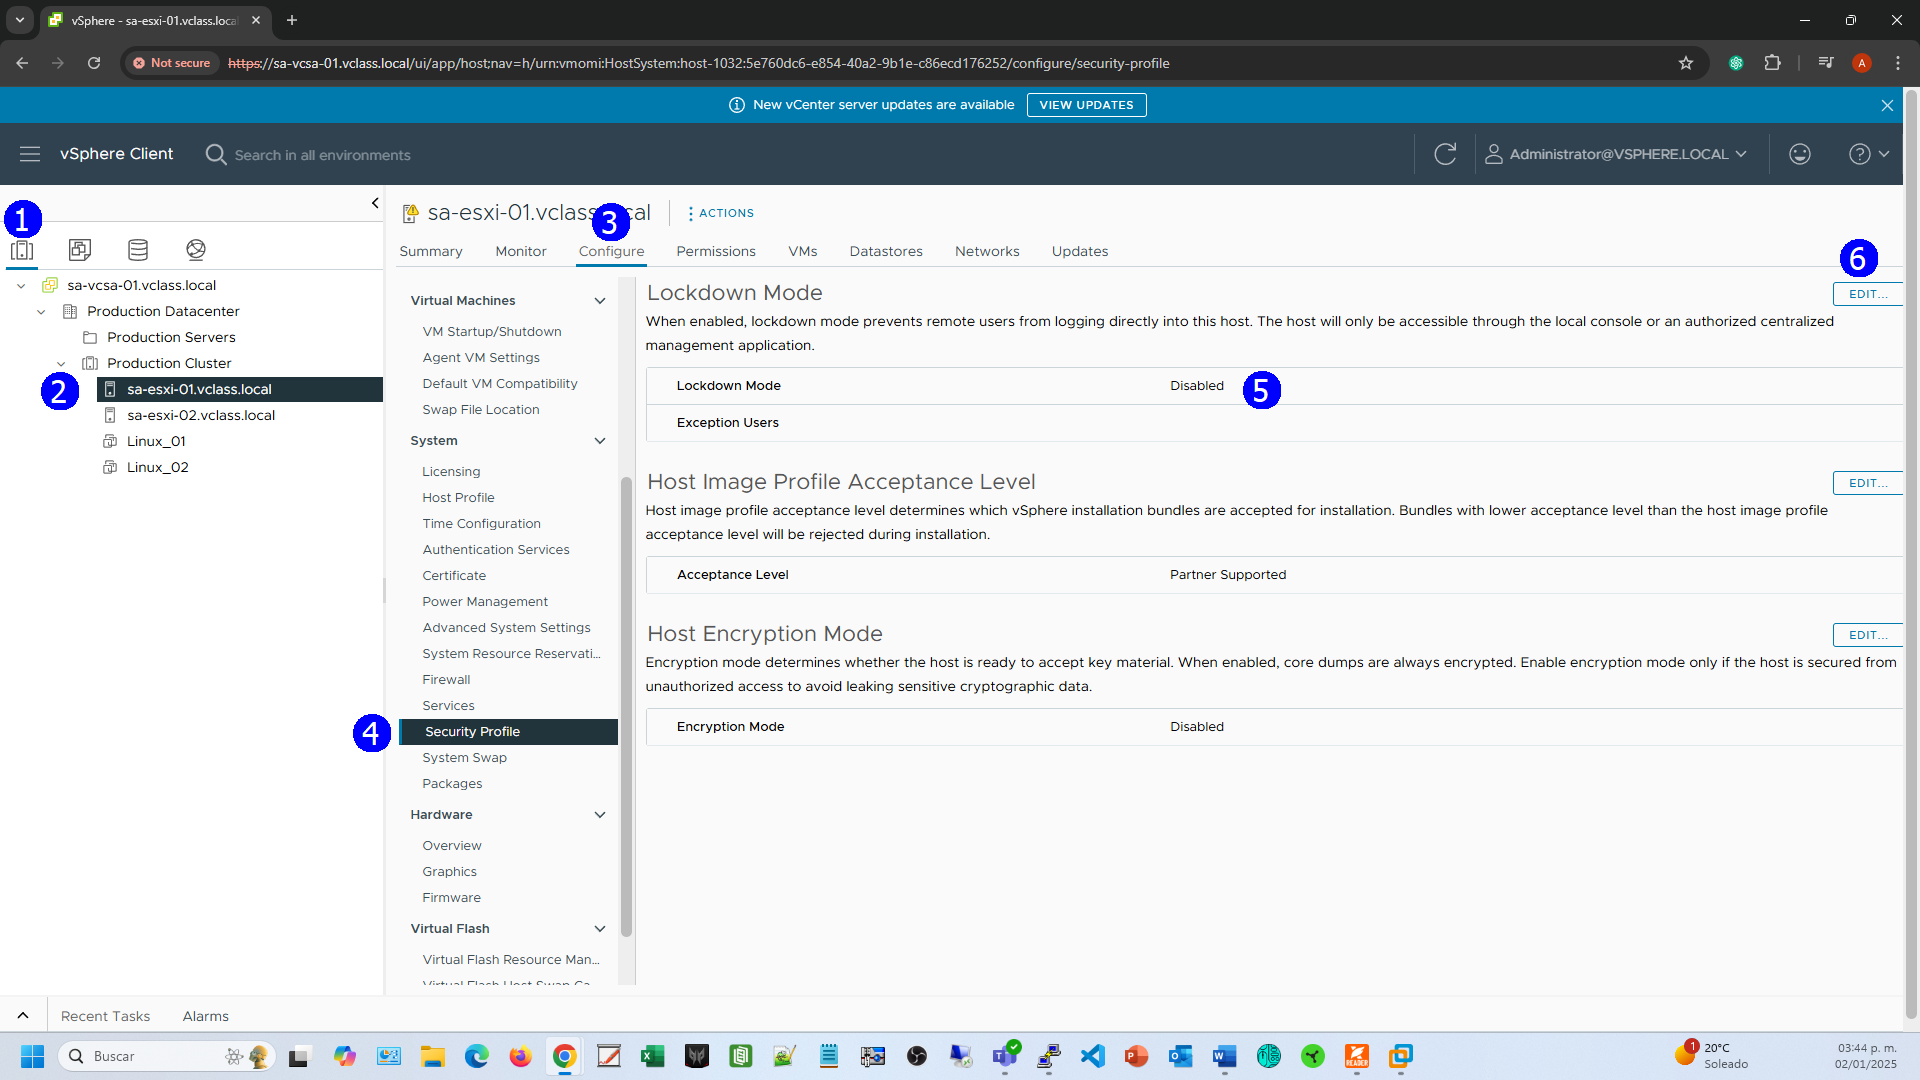 vSphere - sa-esxi-01.vclass.loca
Not secure
https://sa-vcsa-01.vclass.local/ui/app/host;nav=h/urn:vmomi:HostSystem:host-1032:5e760dc6-e854-40a2-9b1e-c86ecd176252/configure/security-profile
A
New vCenter server updates are available
VIEW UPDATES
vSphere Client
Search in all environments
Administrator@VSPHERE.LOCAL
1
sa-vcsa-01.vclass.local
Production Datacenter
Production Servers
Production Cluster
2
sa-esxi-01.vclass.local
sa-esxi-02.vclass.local
Linux_01
Linux_02
sa-esxi-01.vclass. cal
ACTIONS
3
Summary
Monitor
Configure
Permissions
VMs
Datastores
Networks
Updates
Virtual Machines
VM Startup/Shutdown
Agent VM Settings
Default VM Compatibility
Swap File Location
System
Licensing
Host Profile
Time Configuration
Authentication Services
Certificate
Power Management
Advanced System Settings
System Resource Reservati...
Firewall
Services
4
Security Profile
System Swap
Packages
Hardware
Overview
Graphics
Firmware
Virtual Flash
Virtual Flash Resource Man...
Virtual Flash Host Swap Ca...
6
Lockdown Mode
EDIT...
When enabled, lockdown mode prevents remote users from logging directly into this host. The host will only be accessible through the local console or an authorized centralized
management application.
Lockdown Mode
Disabled
5
Exception Users
Host Image Profile Acceptance Level
EDIT...
Host image profile acceptance level determines which vSphere installation bundles are accepted for installation. Bundles with lower acceptance level than the host image profile
acceptance level will be rejected during installation.
Acceptance Level
Partner Supported
Host Encryption Mode
EDIT...
Encryption mode determines whether the host is ready to accept key material. When enabled, core dumps are always encrypted. Enable encryption mode only if the host is secured from
unauthorized access to avoid leaking sensitive cryptographic data.
Encryption Mode
Disabled
Recent Tasks
Alarms
Buscar
1
20°C
Soleado
03:44 p. m.
02/01/2025